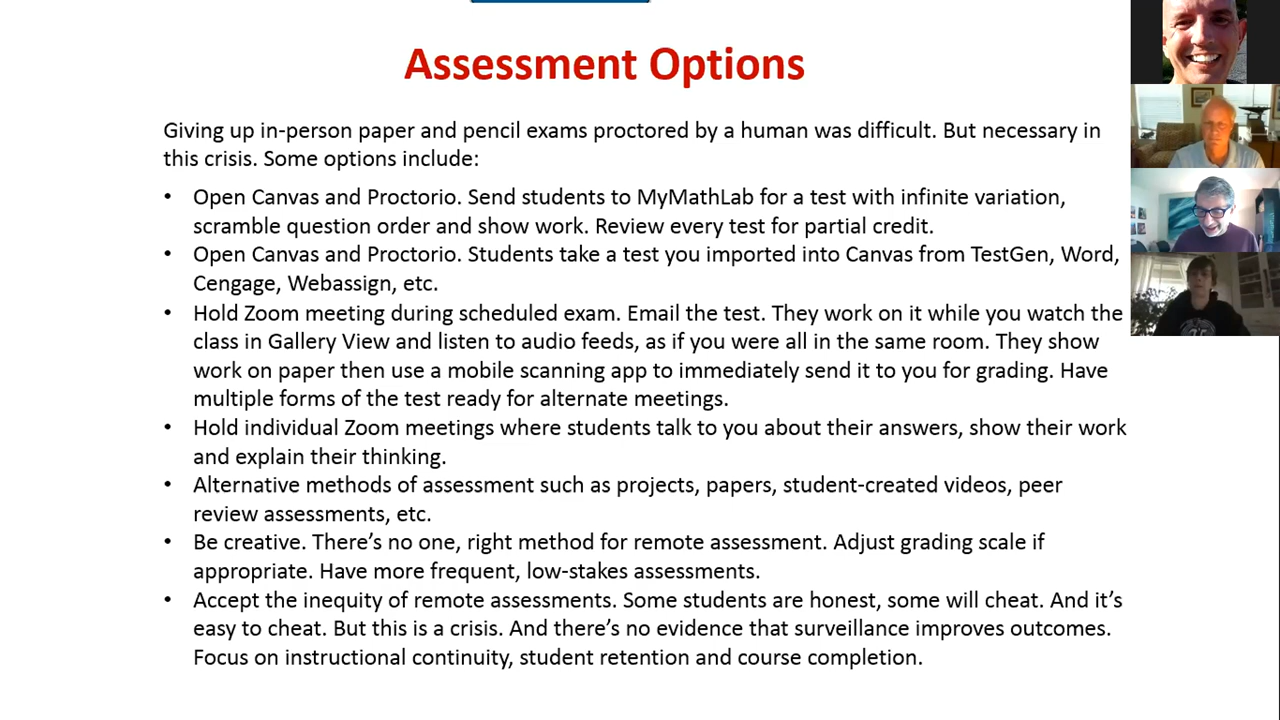 Assessment Options
Giving up in-person paper and pencil exams proctored by a human was difficult. But necessary in
this crisis. Some options include:
• Open Canvas and Proctorio. Send students to MyMathLab for a test with infinite variation,
scramble question order and show work. Review every test for partial credit.
• Open Canvas and Proctorio. Students take a test you imported into Canvas from TestGen, Word,
Cengage, Webassign, etc.
• Hold Zoom meeting during scheduled exam. Email the test. They work on it while you watch the
class in Gallery View and listen to audio feeds, as if you were all in the same room. They show
work on paper then use a mobile scanning app to immediately send it to you for grading. Have
multiple forms of the test ready for alternate meetings.
• Hold individual Zoom meetings where students talk to you about their answers, show their work
and explain their thinking.
• Alternative methods of assessment such as projects, papers, student-created videos, peer
review assessments, etc.
• Be creative. There’s no one, right method for remote assessment. Adjust grading scale if
appropriate. Have more frequent, low-stakes assessments.
• Accept the inequity of remote assessments. Some students are honest, some will cheat. And it’s
easy to cheat. But this is a crisis. And there’s no evidence that surveillance improves outcomes.
Focus on instructional continuity, student retention and course completion.